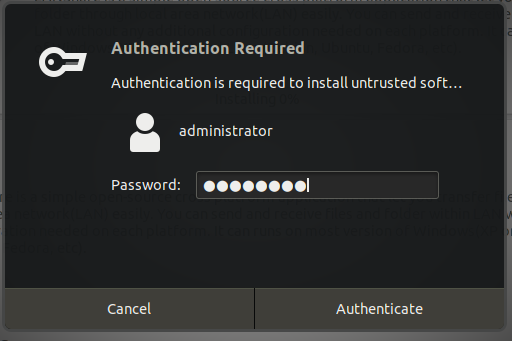 Authentication Required
Authentication is required to install untrusted soft…
administrator
Password: ●●●●●●●●
Cancel
Authenticate